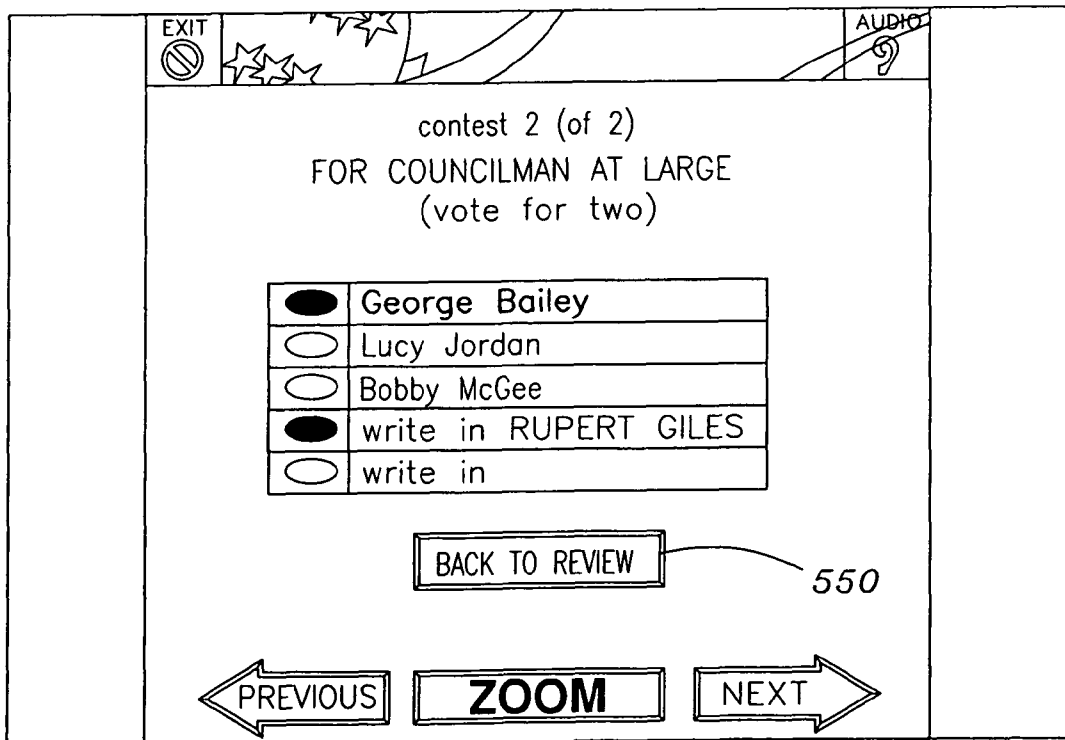 EXIT
AUDIO
contest 2 (of 2)
FOR COUNCILMAN AT LARGE
(vote for two)
George Bailey
Lucy Jordan
Bobby McGee
write in RUPERT GILES
write in
BACK TO REVIEW
550
PREVIOUS
ZOOM
NEXT